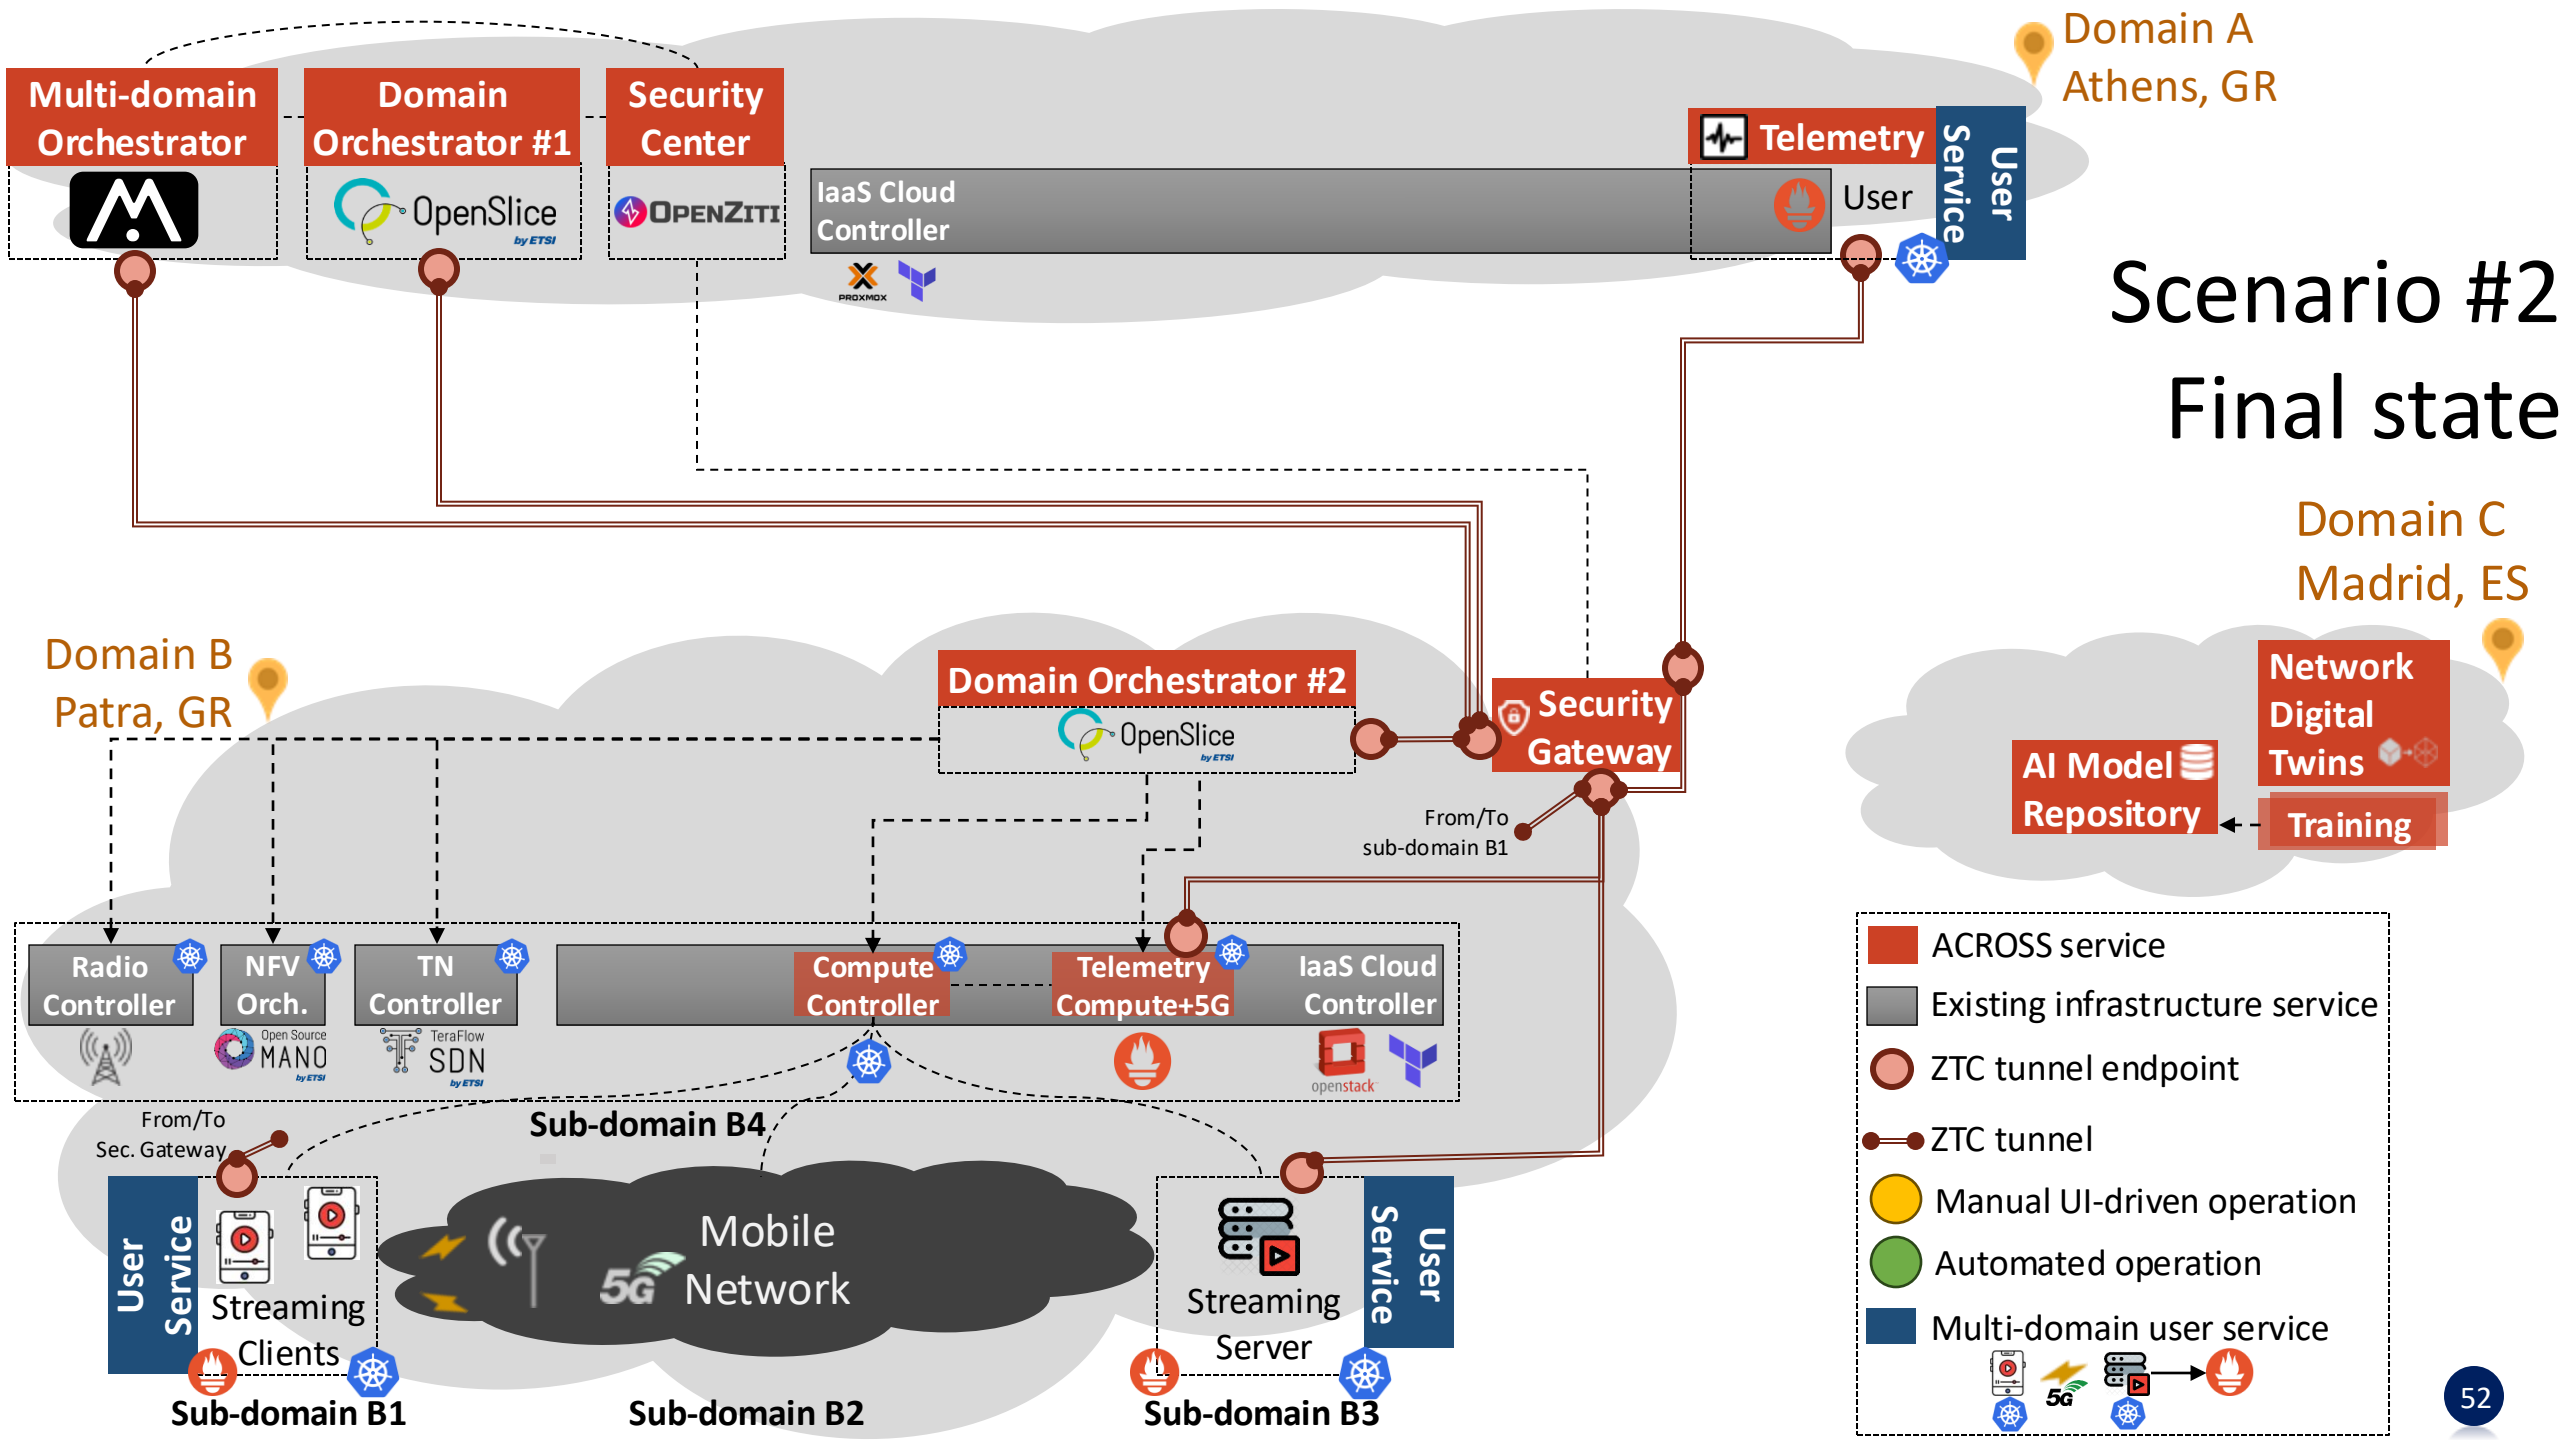 Domain A
Athens, GR
Multi-domain
Orchestrator
Domain
Orchestrator #1
OpenSlice
by ETSI
Security
Center
OPENZITI
IaaS Cloud
Controller
PROXMOX
Telemetry
User
User
Service
Scenario #2
Final state
Domain C
Madrid, ES
Network
Digital
Twins
AI Model
Repository
Training
Domain B
Patra, GR
Domain Orchestrator #2
OpenSlice
by ETSI
Security
Gateway
From/To
sub-domain B1
Radio
Controller
NFV
Orch.
Open Source
MANO
by ETSI
TN
Controller
TeraFlow
SDN
by ETSI
Compute
Controller
Telemetry
Compute+5G
IaaS Cloud
Controller
openstack
Sub-domain B4
From/To
Sec. Gateway
User
Service
Streaming
Clients
Sub-domain B1
5G
Mobile
Network
Sub-domain B2
Streaming
Server
User
Service
Sub-domain B3
ACROSS service
Existing infrastructure service
ZTC tunnel endpoint
ZTC tunnel
Manual UI-driven operation
Automated operation
Multi-domain user service
5G
52